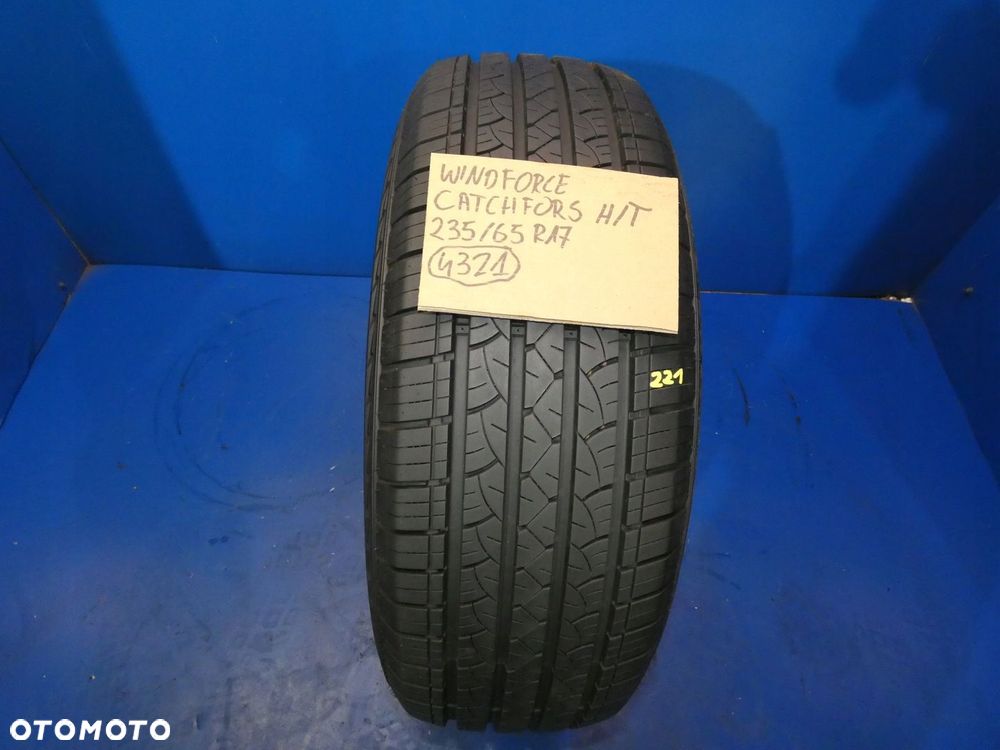 WINDFORCE
CATCHFORS H/T
235/65 R17
4321
221
OTOMOTO